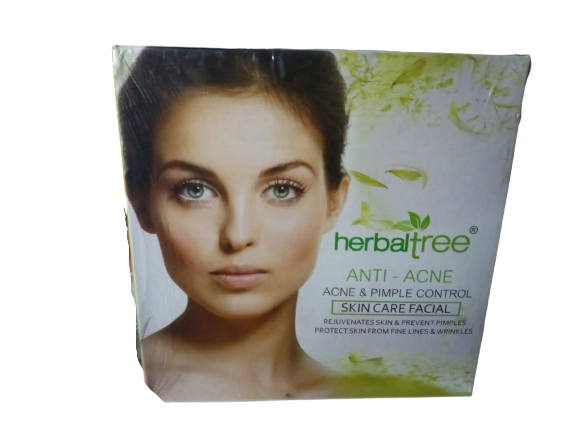 herbaltree®
ANTI - ACNE
ACNE & PIMPLE CONTROL
SKIN CARE FACIAL
REJUVENATES SKIN & PREVENT PIMPLES
PROTECT SKIN FROM FINE LINES & WRINKLES